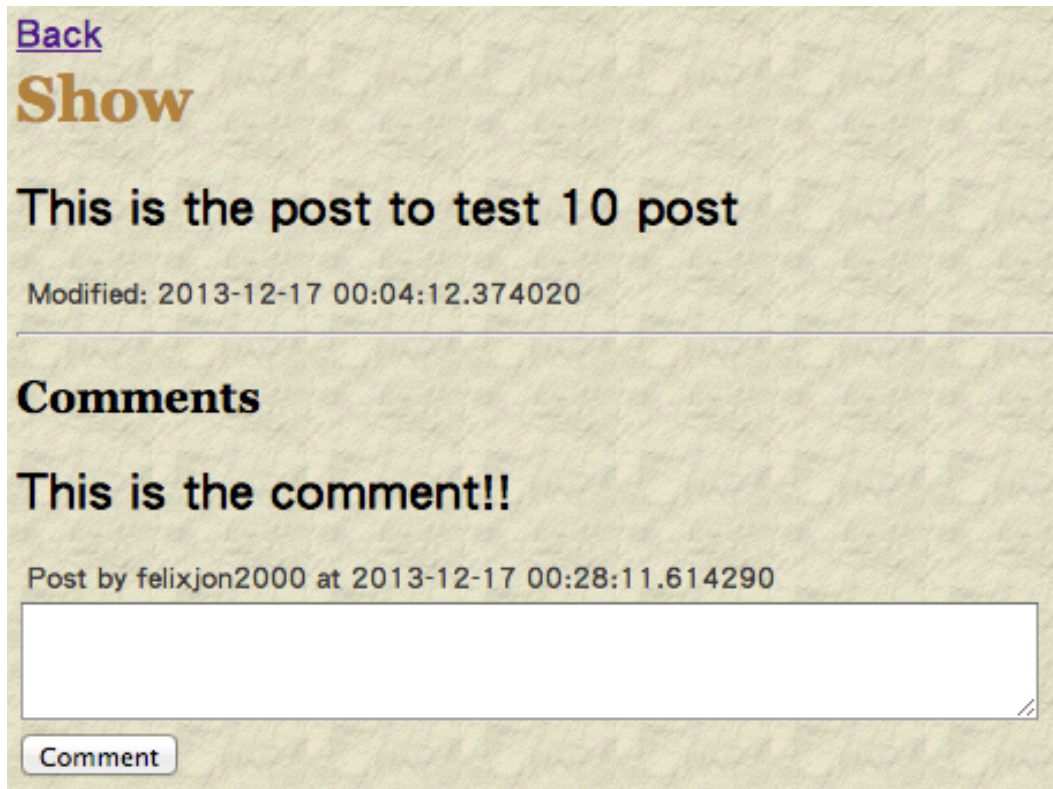 Back
Show
This is the post to test 10 post
Modified: 2013-12-17 00:04:12.374020
Comments
This is the comment!!
Post by felixjon2000 at 2013-12-17 00:28:11.614290
Comment